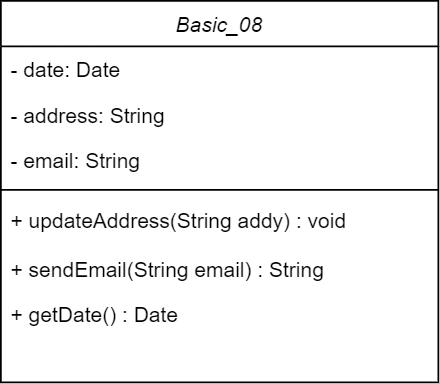 Basic_08
- date: Date
- address: String
- email: String
+ updateAddress(String addy) : void
+ sendEmail(String email) : String
+ getDate() : Date